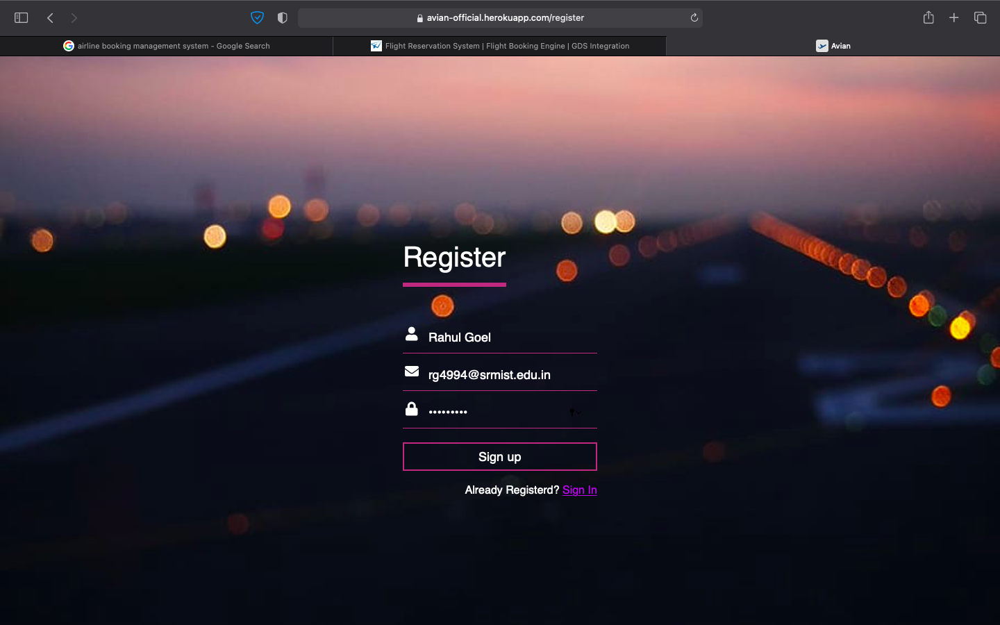 avian-official.herokuapp.com/register
airline booking management system - Google Search
Flight Reservation System | Flight Booking Engine | GDS Integration
Avian
Register
Rahul Goel
rg4994@srmist.edu.in
•••••••••
Sign up
Already Registerd? Sign In